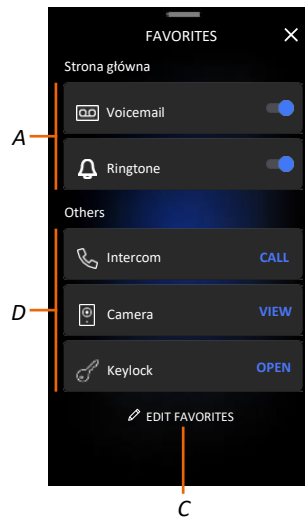 FAVORITES
Strona główna
Voicemail
A
Ringtone
Others
Intercom CALL
D
Camera VIEW
Keylock OPEN
EDIT FAVORITES
C